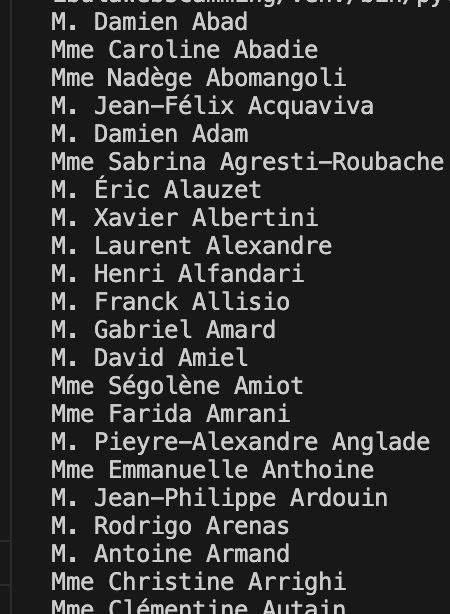 M. Damien Abad
Mme Caroline Abadie
Mme Nadège Abomangoli
M. Jean-Félix Acquaviva
M. Damien Adam
Mme Sabrina Agresti-Roubache
M. Éric Alauzet
M. Xavier Albertini
M. Laurent Alexandre
M. Henri Alfandari
M. Franck Allisio
M. Gabriel Amard
M. David Amiel
Mme Ségolène Amiot
Mme Farida Amrani
M. Pieyre-Alexandre Anglade
Mme Emmanuelle Anthoine
M. Jean-Philippe Ardouin
M. Rodrigo Arenas
M. Antoine Armand
Mme Christine Arrighi
Mme Clémentine Autain